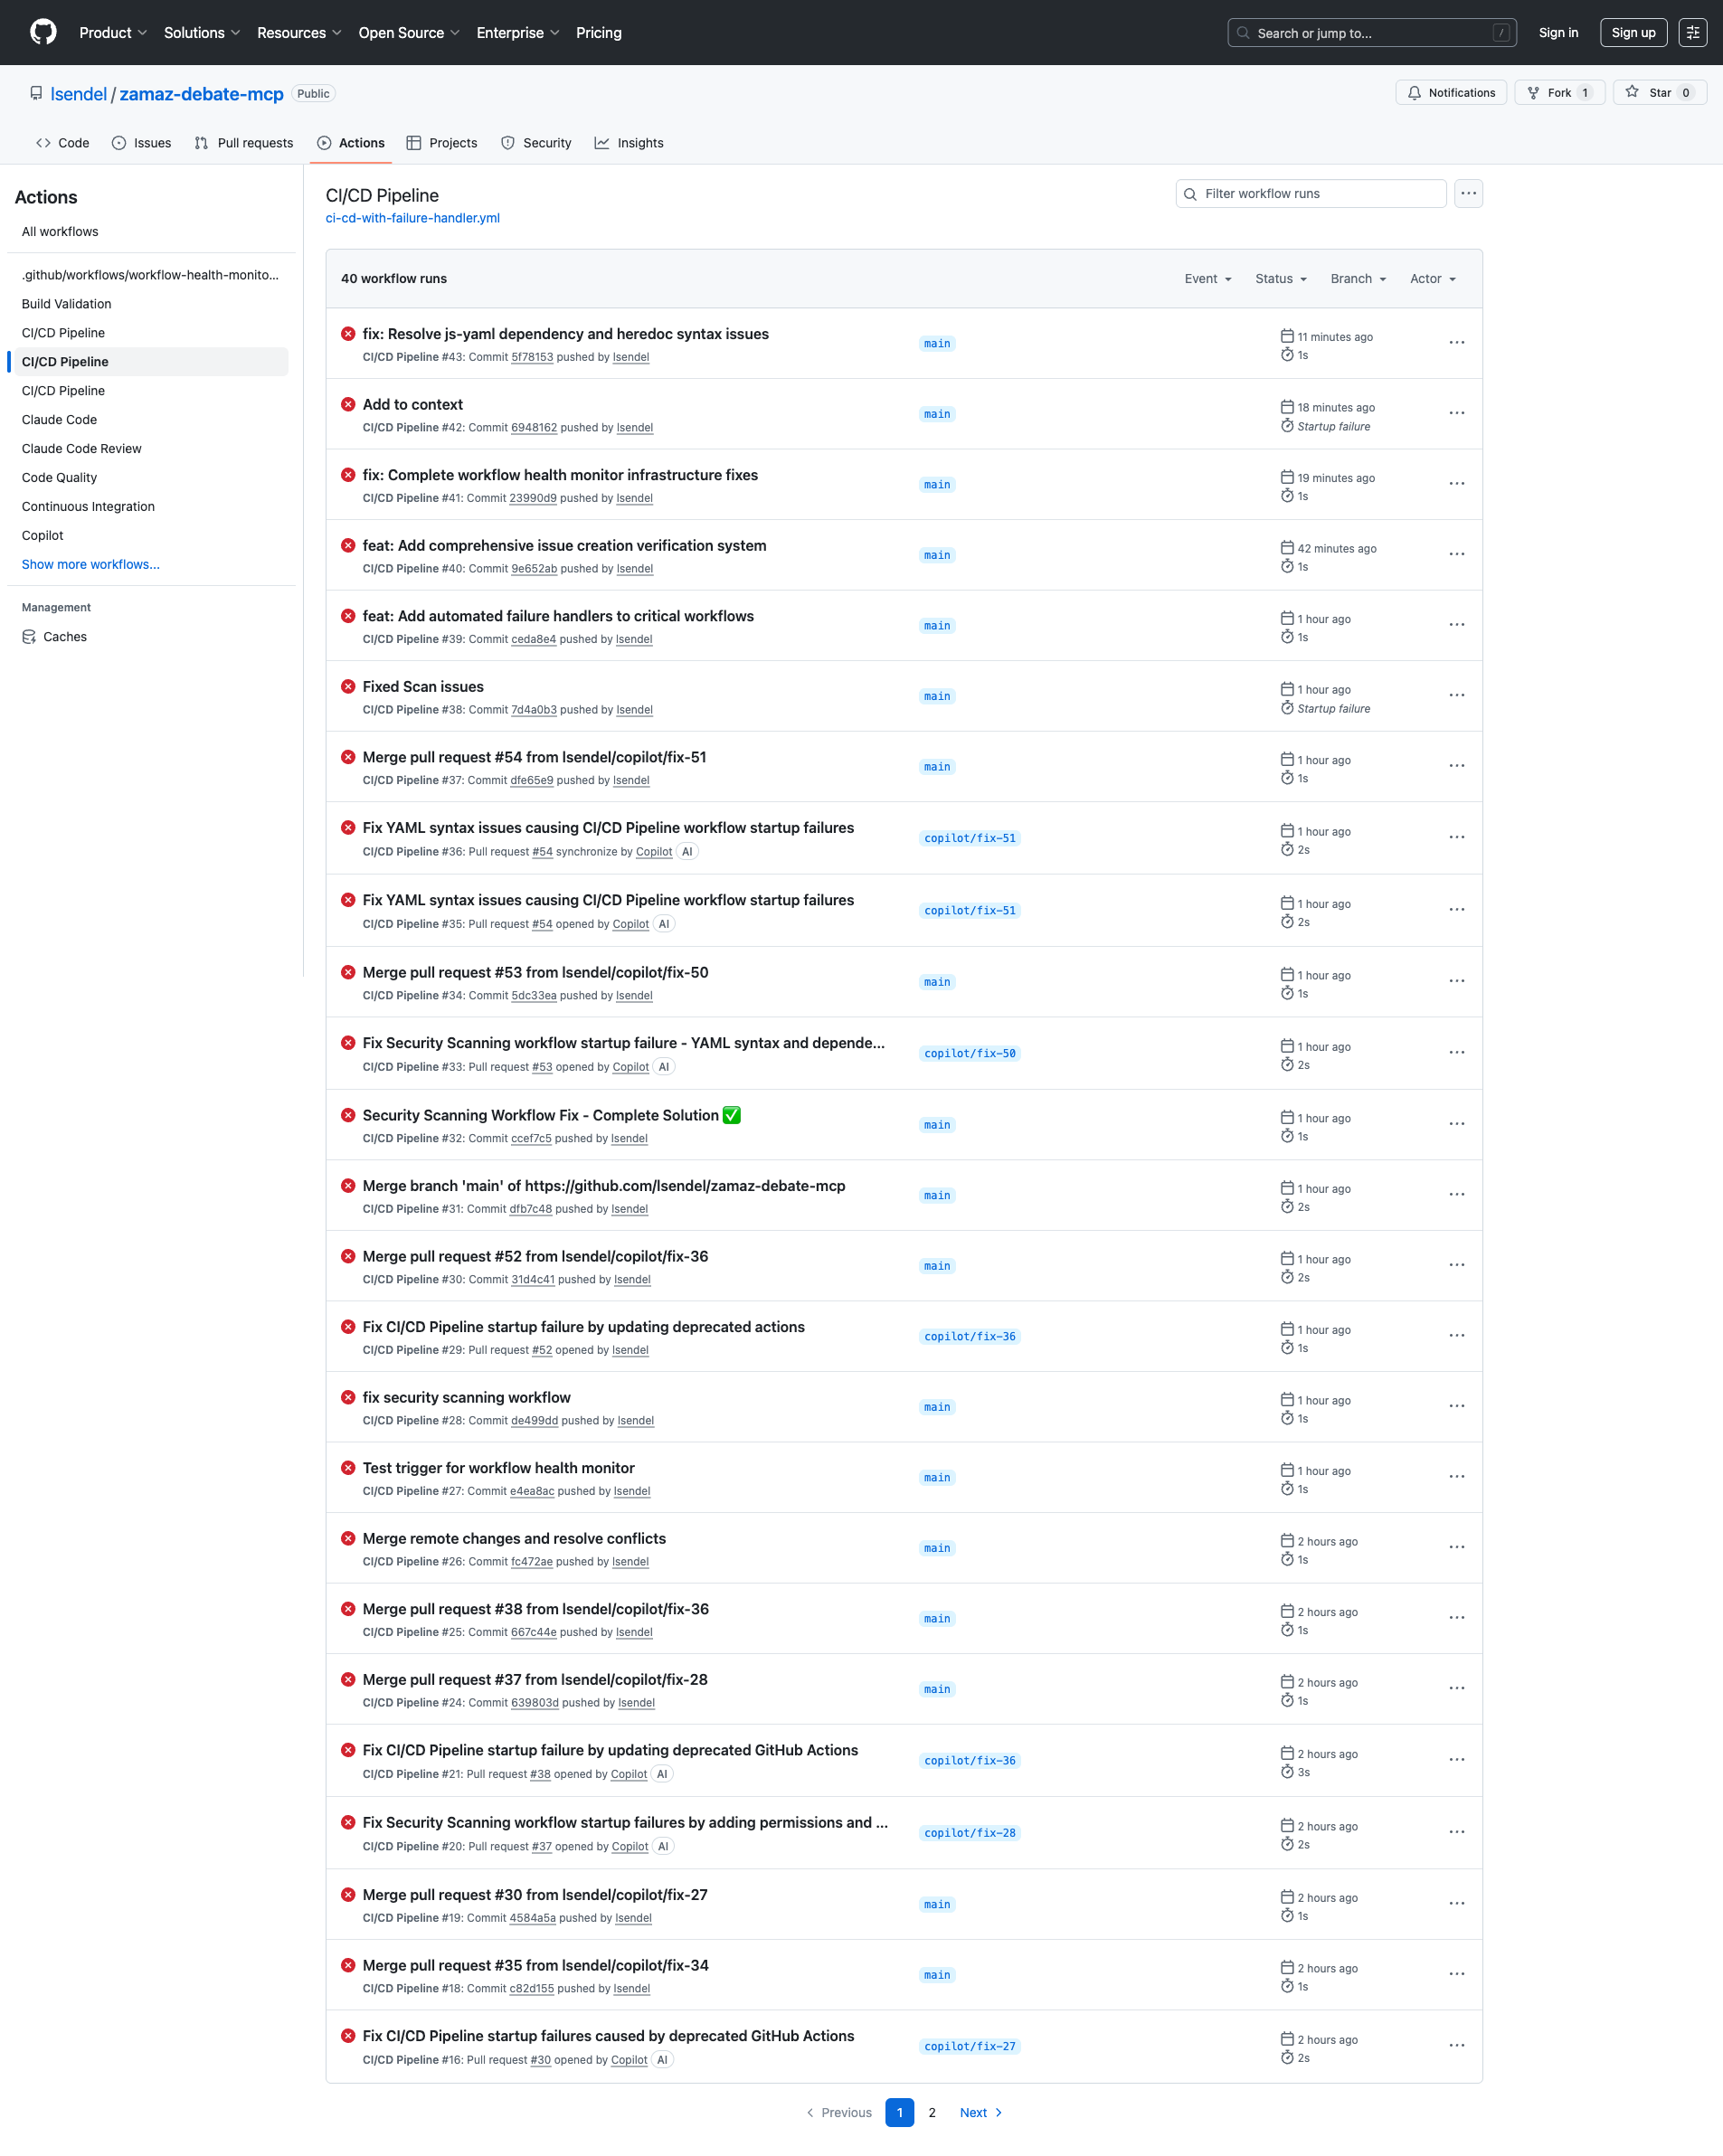 Product Solutions Resources Open Source Enterprise Pricing Search or jump to... / Sign in Sign up
lsendel / zamaz-debate-mcp Public Notifications Fork 1 Star 0
Code Issues Pull requests Actions Projects Security Insights
Actions
All workflows
.github/workflows/workflow-health-monito...
Build Validation
CI/CD Pipeline
CI/CD Pipeline
CI/CD Pipeline
Claude Code
Claude Code Review
Code Quality
Continuous Integration
Copilot
Show more workflows...
Management
Caches
CI/CD Pipeline
ci-cd-with-failure-handler.yml
Filter workflow runs
40 workflow runs Event Status Branch Actor
fix: Resolve js-yaml dependency and heredoc syntax issues
CI/CD Pipeline #43: Commit 5f78153 pushed by lsendel
main
11 minutes ago
1s
Add to context
CI/CD Pipeline #42: Commit 6948162 pushed by lsendel
main
18 minutes ago
Startup failure
fix: Complete workflow health monitor infrastructure fixes
CI/CD Pipeline #41: Commit 23990d9 pushed by lsendel
main
19 minutes ago
1s
feat: Add comprehensive issue creation verification system
CI/CD Pipeline #40: Commit 9e652ab pushed by lsendel
main
42 minutes ago
1s
feat: Add automated failure handlers to critical workflows
CI/CD Pipeline #39: Commit ceda8e4 pushed by lsendel
main
1 hour ago
1s
Fixed Scan issues
CI/CD Pipeline #38: Commit 7d4a0b3 pushed by lsendel
main
1 hour ago
Startup failure
Merge pull request #54 from lsendel/copilot/fix-51
CI/CD Pipeline #37: Commit dfe65e9 pushed by lsendel
main
1 hour ago
1s
Fix YAML syntax issues causing CI/CD Pipeline workflow startup failures
CI/CD Pipeline #36: Pull request #54 synchronize by Copilot AI
copilot/fix-51
1 hour ago
2s
Fix YAML syntax issues causing CI/CD Pipeline workflow startup failures
CI/CD Pipeline #35: Pull request #54 opened by Copilot AI
copilot/fix-51
1 hour ago
2s
Merge pull request #53 from lsendel/copilot/fix-50
CI/CD Pipeline #34: Commit 5dc33ea pushed by lsendel
main
1 hour ago
1s
Fix Security Scanning workflow startup failure - YAML syntax and depende...
CI/CD Pipeline #33: Pull request #53 opened by Copilot AI
copilot/fix-50
1 hour ago
2s
Security Scanning Workflow Fix - Complete Solution ✅
CI/CD Pipeline #32: Commit ccef7c5 pushed by lsendel
main
1 hour ago
1s
Merge branch 'main' of https://github.com/lsendel/zamaz-debate-mcp
CI/CD Pipeline #31: Commit dfb7c48 pushed by lsendel
main
1 hour ago
2s
Merge pull request #52 from lsendel/copilot/fix-36
CI/CD Pipeline #30: Commit 31d4c41 pushed by lsendel
main
1 hour ago
2s
Fix CI/CD Pipeline startup failure by updating deprecated actions
CI/CD Pipeline #29: Pull request #52 opened by lsendel
copilot/fix-36
1 hour ago
1s
fix security scanning workflow
CI/CD Pipeline #28: Commit de499dd pushed by lsendel
main
1 hour ago
1s
Test trigger for workflow health monitor
CI/CD Pipeline #27: Commit e4ea8ac pushed by lsendel
main
1 hour ago
1s
Merge remote changes and resolve conflicts
CI/CD Pipeline #26: Commit fc472ae pushed by lsendel
main
2 hours ago
1s
Merge pull request #38 from lsendel/copilot/fix-36
CI/CD Pipeline #25: Commit 667c44e pushed by lsendel
main
2 hours ago
1s
Merge pull request #37 from lsendel/copilot/fix-28
CI/CD Pipeline #24: Commit 639803d pushed by lsendel
main
2 hours ago
1s
Fix CI/CD Pipeline startup failure by updating deprecated GitHub Actions
CI/CD Pipeline #21: Pull request #38 opened by Copilot AI
copilot/fix-36
2 hours ago
3s
Fix Security Scanning workflow startup failures by adding permissions and ...
CI/CD Pipeline #20: Pull request #37 opened by Copilot AI
copilot/fix-28
2 hours ago
2s
Merge pull request #30 from lsendel/copilot/fix-27
CI/CD Pipeline #19: Commit 4584a5a pushed by lsendel
main
2 hours ago
1s
Merge pull request #35 from lsendel/copilot/fix-34
CI/CD Pipeline #18: Commit c82d155 pushed by lsendel
main
2 hours ago
1s
Fix CI/CD Pipeline startup failures caused by deprecated GitHub Actions
CI/CD Pipeline #16: Pull request #30 opened by Copilot AI
copilot/fix-27
2 hours ago
2s
Previous 1 2 Next